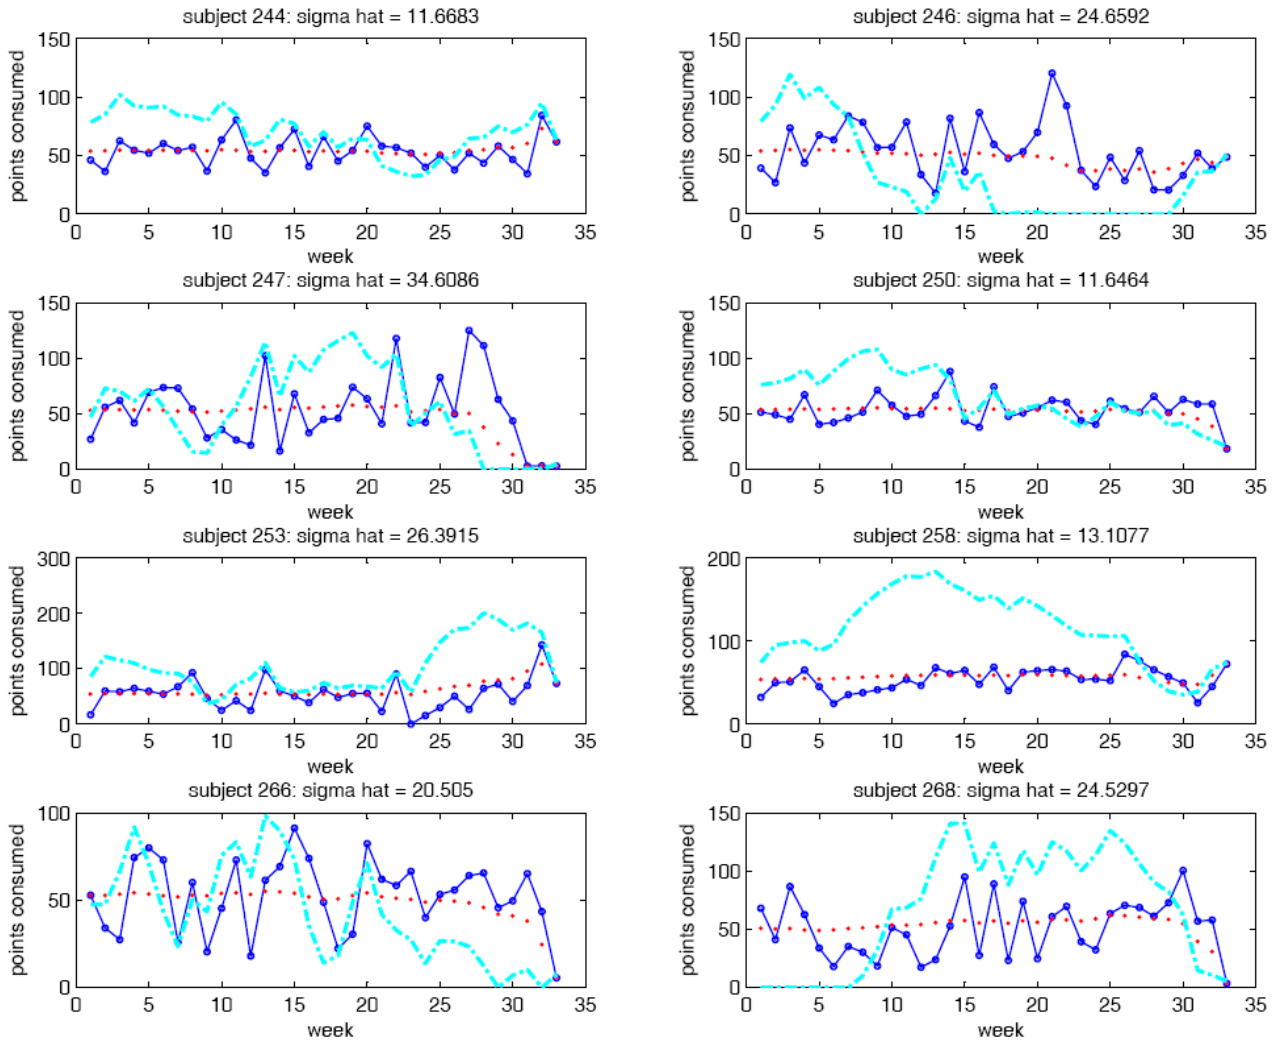 subject 244: sigma hat = 11.6683
points consumed
150
100
50
0
0 5 10 15 20 25 30 35
week
subject 246: sigma hat = 24.6592
points consumed
150
100
50
0
0 5 10 15 20 25 30 35
week
subject 247: sigma hat = 34.6086
points consumed
150
100
50
0
0 5 10 15 20 25 30 35
week
subject 250: sigma hat = 11.6464
points consumed
150
100
50
0
0 5 10 15 20 25 30 35
week
subject 253: sigma hat = 26.3915
points consumed
300
200
100
0
0 5 10 15 20 25 30 35
week
subject 258: sigma hat = 13.1077
points consumed
200
100
0
0 5 10 15 20 25 30 35
week
subject 266: sigma hat = 20.505
points consumed
100
50
0
0 5 10 15 20 25 30 35
week
subject 268: sigma hat = 24.5297
points consumed
150
100
50
0
0 5 10 15 20 25 30 35
week